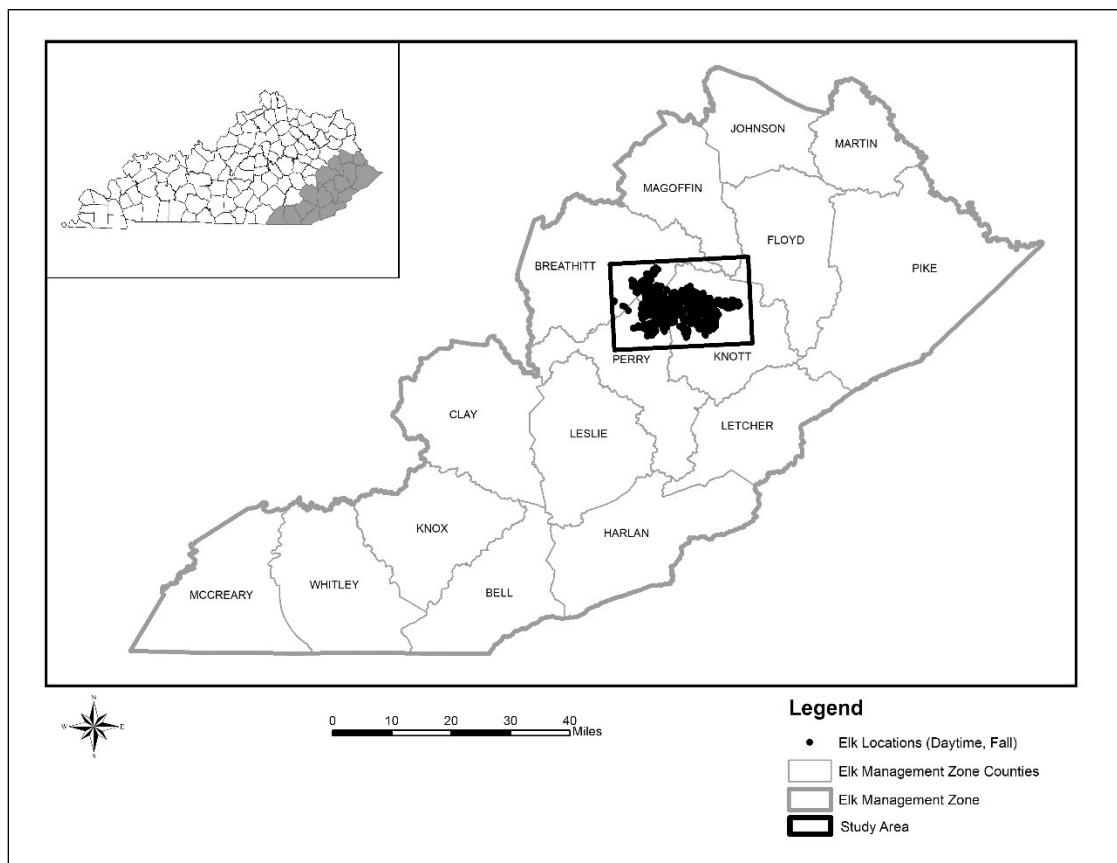 JOHNSON
MARTIN
MAGOFFIN
FLOYD
BREATHITT
PIKE
PERRY
KNOTT
CLAY
LESLIE
LETCHER
KNOX
HARLAN
MCCREARY
WHITLEY
BELL
N
W E
S
0 10 20 30 40
Miles
Legend
Elk Locations (Daytime, Fall)
Elk Management Zone Counties
Elk Management Zone
Study Area